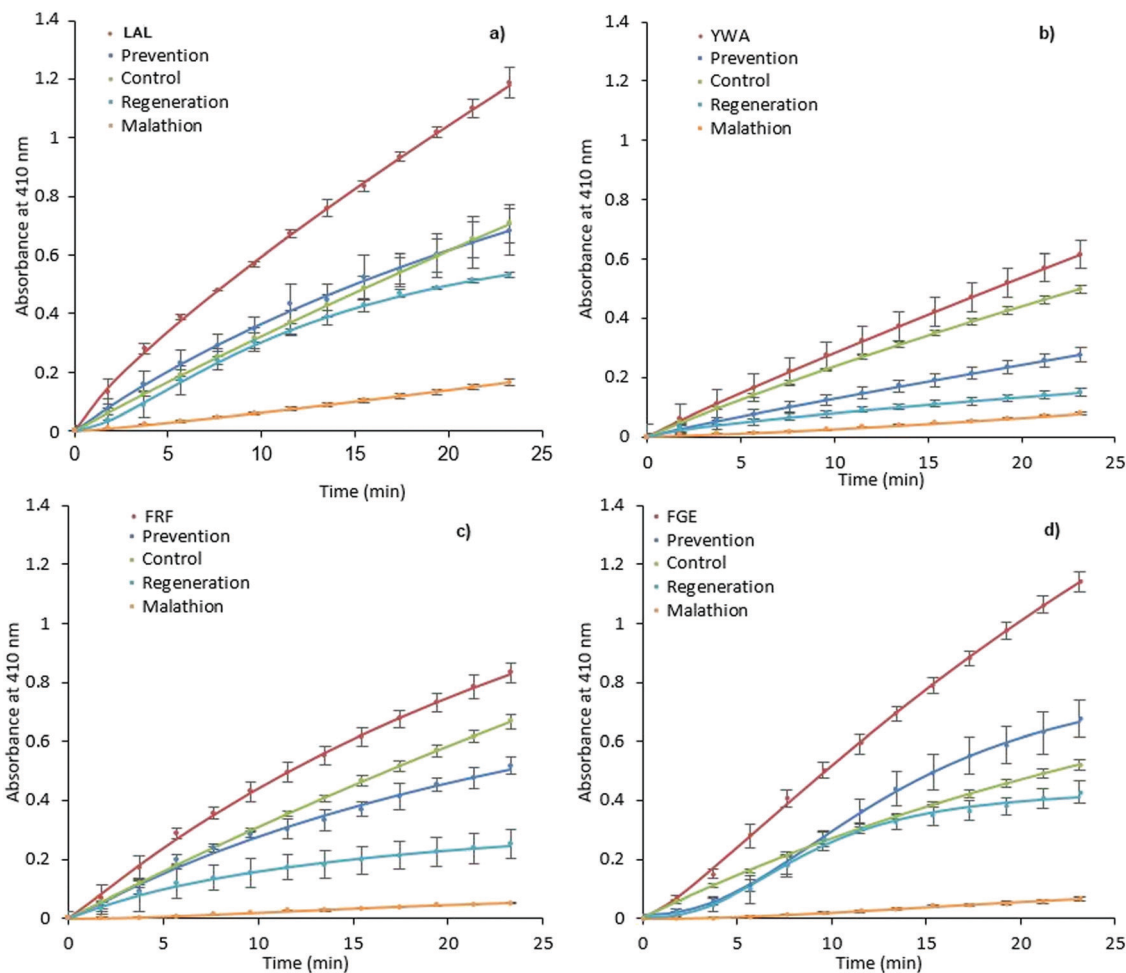 1.4
1.2
1
0.8
0.6
0.4
0.2
0
Absorbance at 410 nm
LAL
Prevention
Control
Regeneration
Malathion
a)
0
5
10
15
20
25
Time (min)
1.4
1.2
1
0.8
0.6
0.4
0.2
0
Absorbance at 410 nm
YWA
Prevention
Control
Regeneration
Malathion
b)
0
5
10
15
20
25
Time (min)
1.4
1.2
1
0.8
0.6
0.4
0.2
0
Absorbance at 410 nm
FRF
Prevention
Control
Regeneration
Malathion
c)
0
5
10
15
20
25
Time (min)
1.4
1.2
1
0.8
0.6
0.4
0.2
0
Absorbance at 410 nm
FGE
Prevention
Control
Regeneration
Malathion
d)
0
5
10
15
20
25
Time (min)